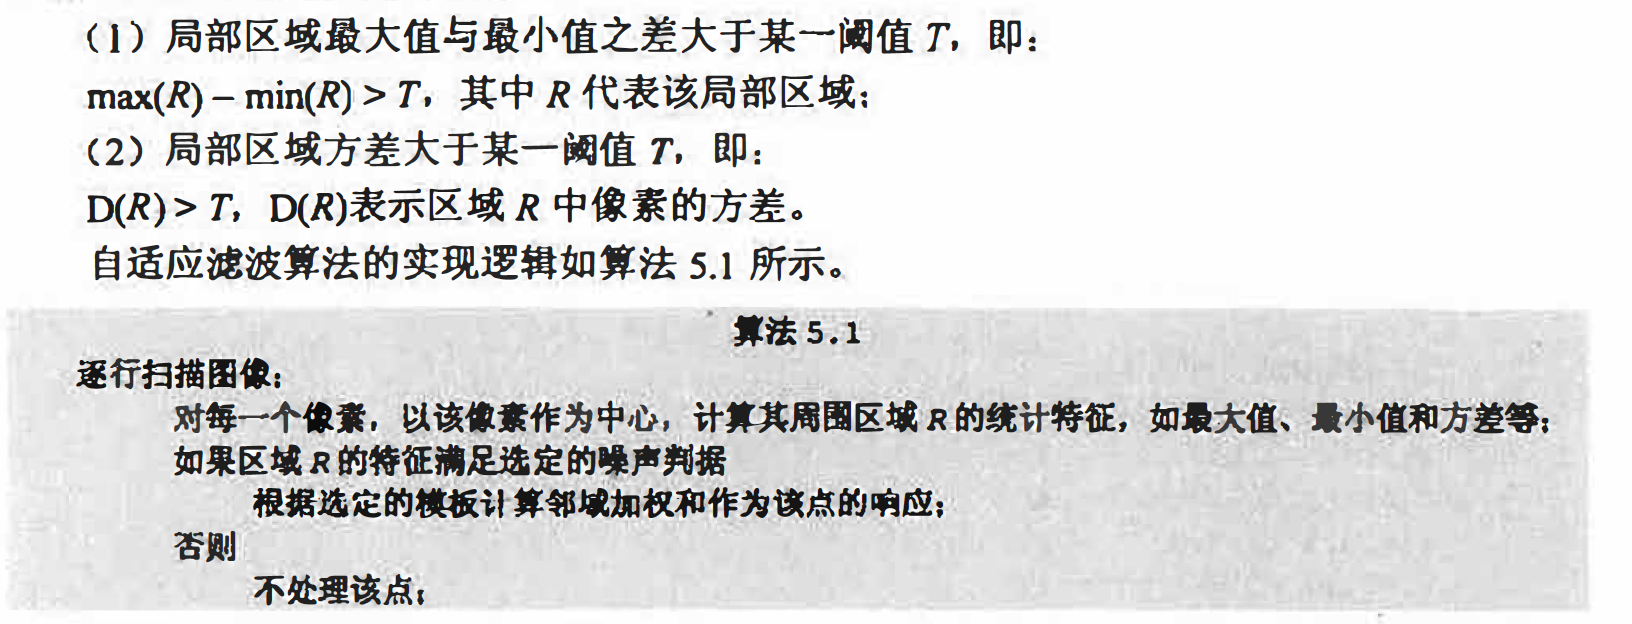 （1）局部区域最大值与最小值之差大于某一阈值 T，即：
max(R) – min(R) > T，其中 R 代表该局部区域；
（2）局部区域方差大于某一阈值 T，即：
D(R) > T，D(R)表示区域 R 中像素的方差。
自适应滤波算法的实现逻辑如算法 5.1 所示。
算法 5.1
逐行扫描图像；
对每一个像素，以该像素作为中心，计算其周围区域 R 的统计特征，如最大值、最小值和方差等；
如果区域 R 的特征满足选定的噪声判据
根据选定的模板计算邻域加权和作为该点的响应；
否则
不处理该点；